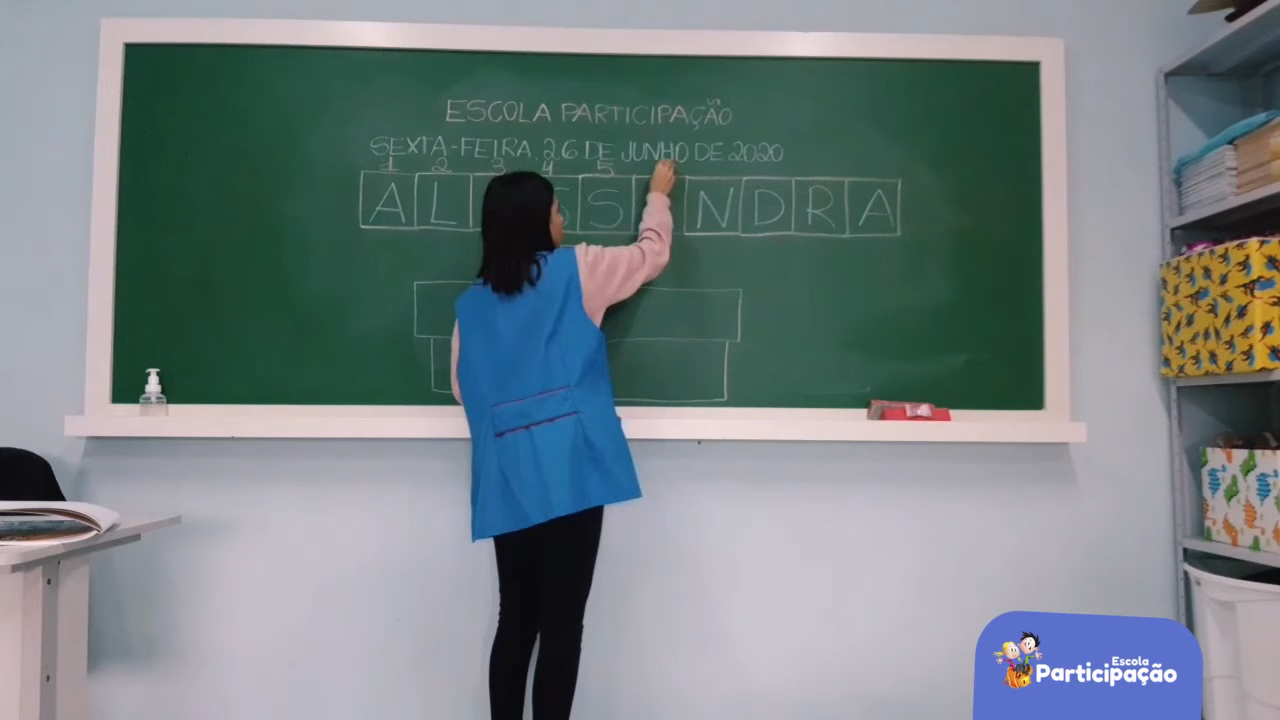 ESCOLA PARTICIPAÇÃO
SEXTA-FEIRA, 26 DE JUNHO DE 2020
1 2 3 4 5
A L S S N D R A
Escola
Participação